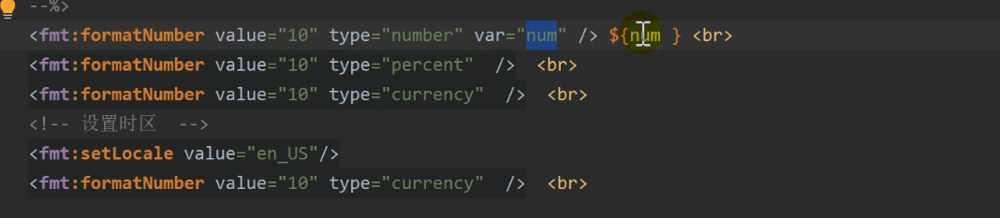 --%>
<fmt:formatNumber value="10" type="number" var="num" /> ${num } <br>
<fmt:formatNumber value="10" type="percent"  />  <br>
<fmt:formatNumber value="10" type="currency"  />  <br>
<!-- 设置时区  -->
<fmt:setLocale value="en_US"/>
<fmt:formatNumber value="10" type="currency"  />  <br>